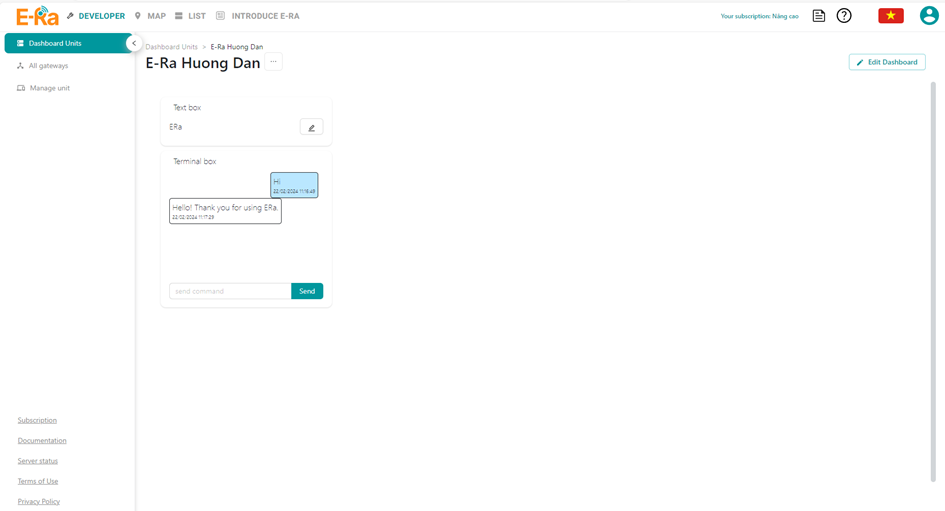 E-Ra DEVELOPER MAP LIST INTRODUCE E-RA Your subscription: Nâng cao
Dashboard Units
All gateways
Manage unit
Dashboard Units > E-Ra Huong Dan
E-Ra Huong Dan ...
Edit Dashboard
Text box
ERa
Terminal box
Hi
22/02/2024 11:16:49
Hello! Thank you for using ERa.
22/02/2024 11:17:25
send command Send
Subscription
Documentation
Server status
Terms of Use
Privacy Policy